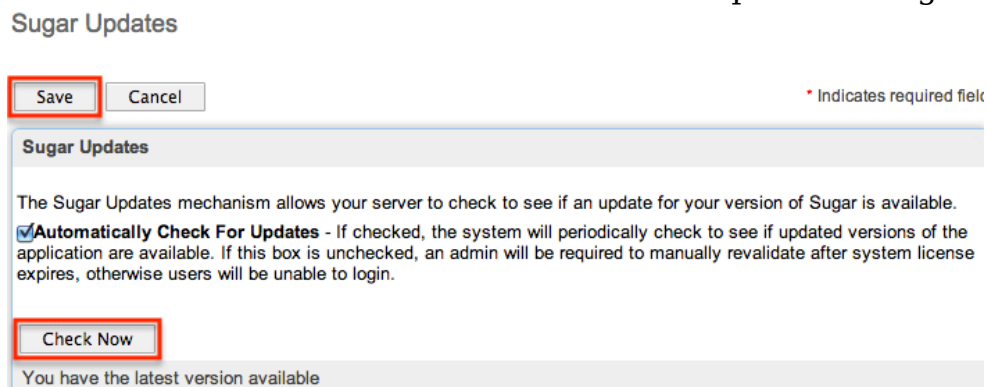 Sugar Updates
Save Cancel * Indicates required field
Sugar Updates
The Sugar Updates mechanism allows your server to check to see if an update for your version of Sugar is available.
Automatically Check For Updates - If checked, the system will periodically check to see if updated versions of the
application are available. If this box is unchecked, an admin will be required to manually revalidate after system license
expires, otherwise users will be unable to login.
Check Now
You have the latest version available